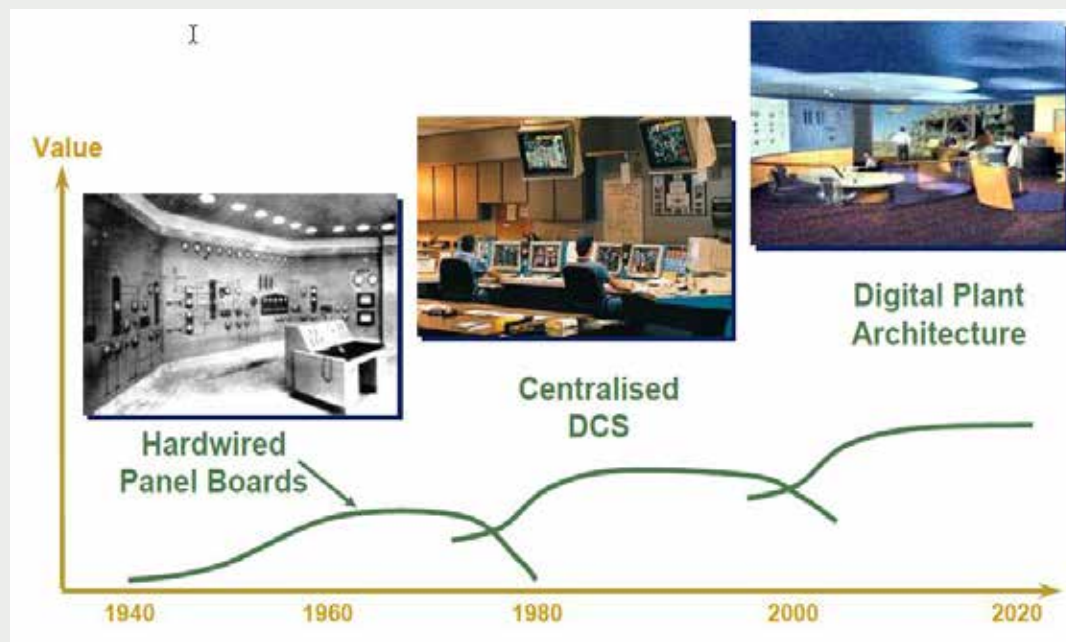 Value
Hardwired
Panel Boards
Centralised
DCS
Digital Plant
Architecture
1940
1960
1980
2000
2020